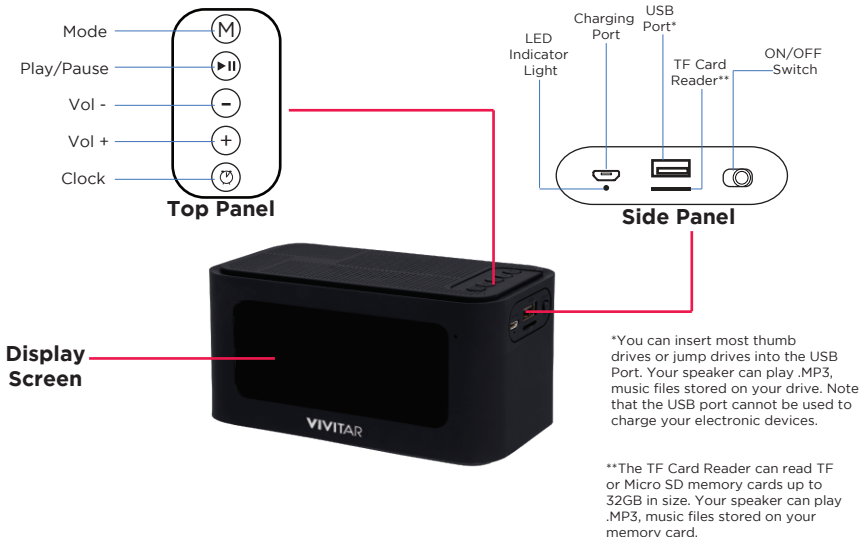 Mode
Play/Pause
Vol -
Vol +
Clock
M
Top Panel
LED
Indicator
Light
Charging
Port
USB
Port*
TF Card
Reader**
ON/OFF
Switch
Side Panel
Display
Screen
VIVITAR
*You can insert most thumb
drives or jump drives into the USB
Port. Your speaker can play .MP3,
music files stored on your drive. Note
that the USB port cannot be used to
charge your electronic devices.
**The TF Card Reader can read TF
or Micro SD memory cards up to
32GB in size. Your speaker can play
.MP3, music files stored on your
memory card.